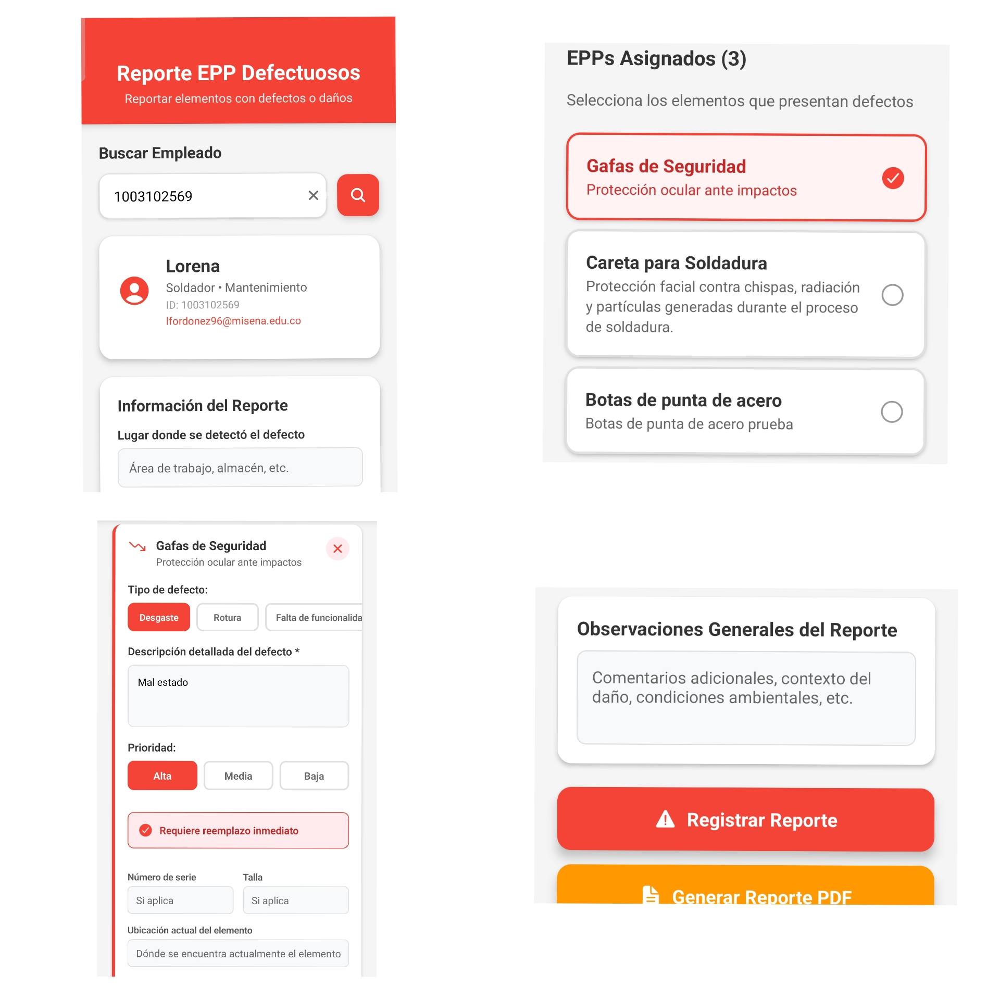 Reporte EPP Defectuosos
Reportar elementos con defectos o daños
Buscar Empleado
1003102569
Lorena
Soldador • Mantenimiento
ID: 1003102569
lfordonez96@misena.edu.co
Información del Reporte
Lugar donde se detectó el defecto
Área de trabajo, almacén, etc.
EPPs Asignados (3)
Selecciona los elementos que presentan defectos
Gafas de Seguridad
Protección ocular ante impactos
Careta para Soldadura
Protección facial contra chispas, radiación
y partículas generadas durante el proceso
de soldadura.
Botas de punta de acero
Botas de punta de acero prueba
Gafas de Seguridad
Protección ocular ante impactos
Tipo de defecto:
Desgaste Rotura Falta de funcionalida
Descripción detallada del defecto *
Mal estado
Prioridad:
Alta Media Baja
Requiere reemplazo inmediato
Número de serie Talla
Si aplica Si aplica
Ubicación actual del elemento
Dónde se encuentra actualmente el elemento
Observaciones Generales del Reporte
Comentarios adicionales, contexto del
daño, condiciones ambientales, etc.
Registrar Reporte
Generar Reporte PDF